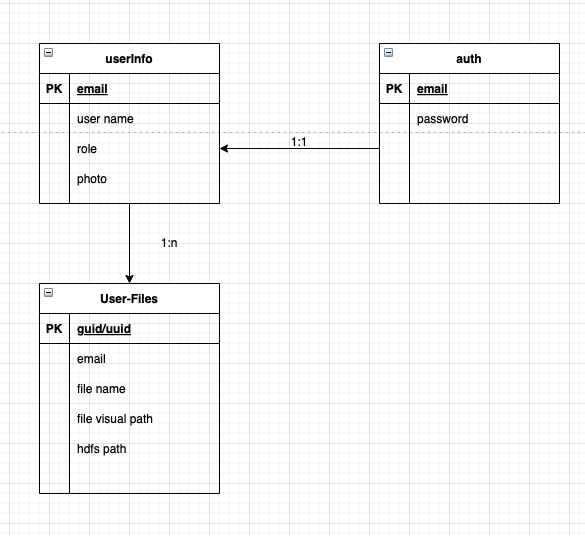 userInfo
PK email
user name
role
photo
auth
PK email
password
1:1
1:n
User-Files
PK guid/uuid
email
file name
file visual path
hdfs path